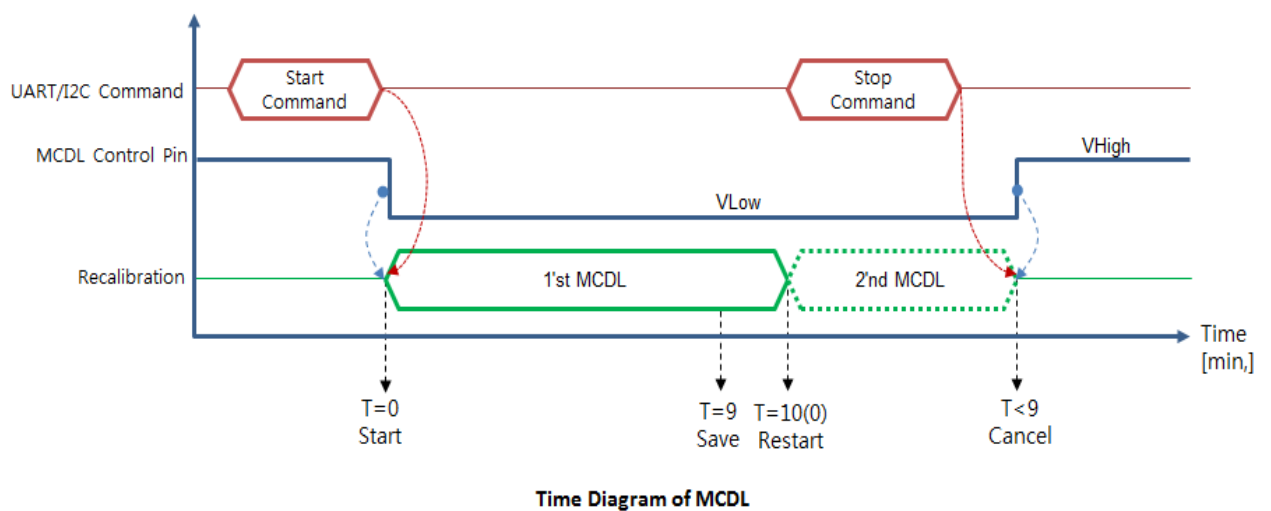 Start
Command
Stop
Command
UART/I2C Command
MCDL Control Pin
VHigh
VLow
Recalibration
1'st MCDL
2'nd MCDL
Time
[min,]
T=0
Start
T=9
Save
T=10(0)
Restart
T<9
Cancel
Time Diagram of MCDL